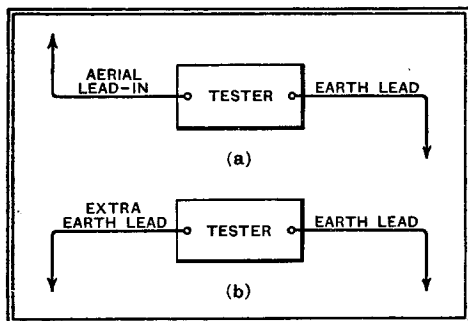 AERIAL
LEAD-IN
TESTER
EARTH LEAD
(a)
EXTRA
EARTH LEAD
TESTER
EARTH LEAD
(b)